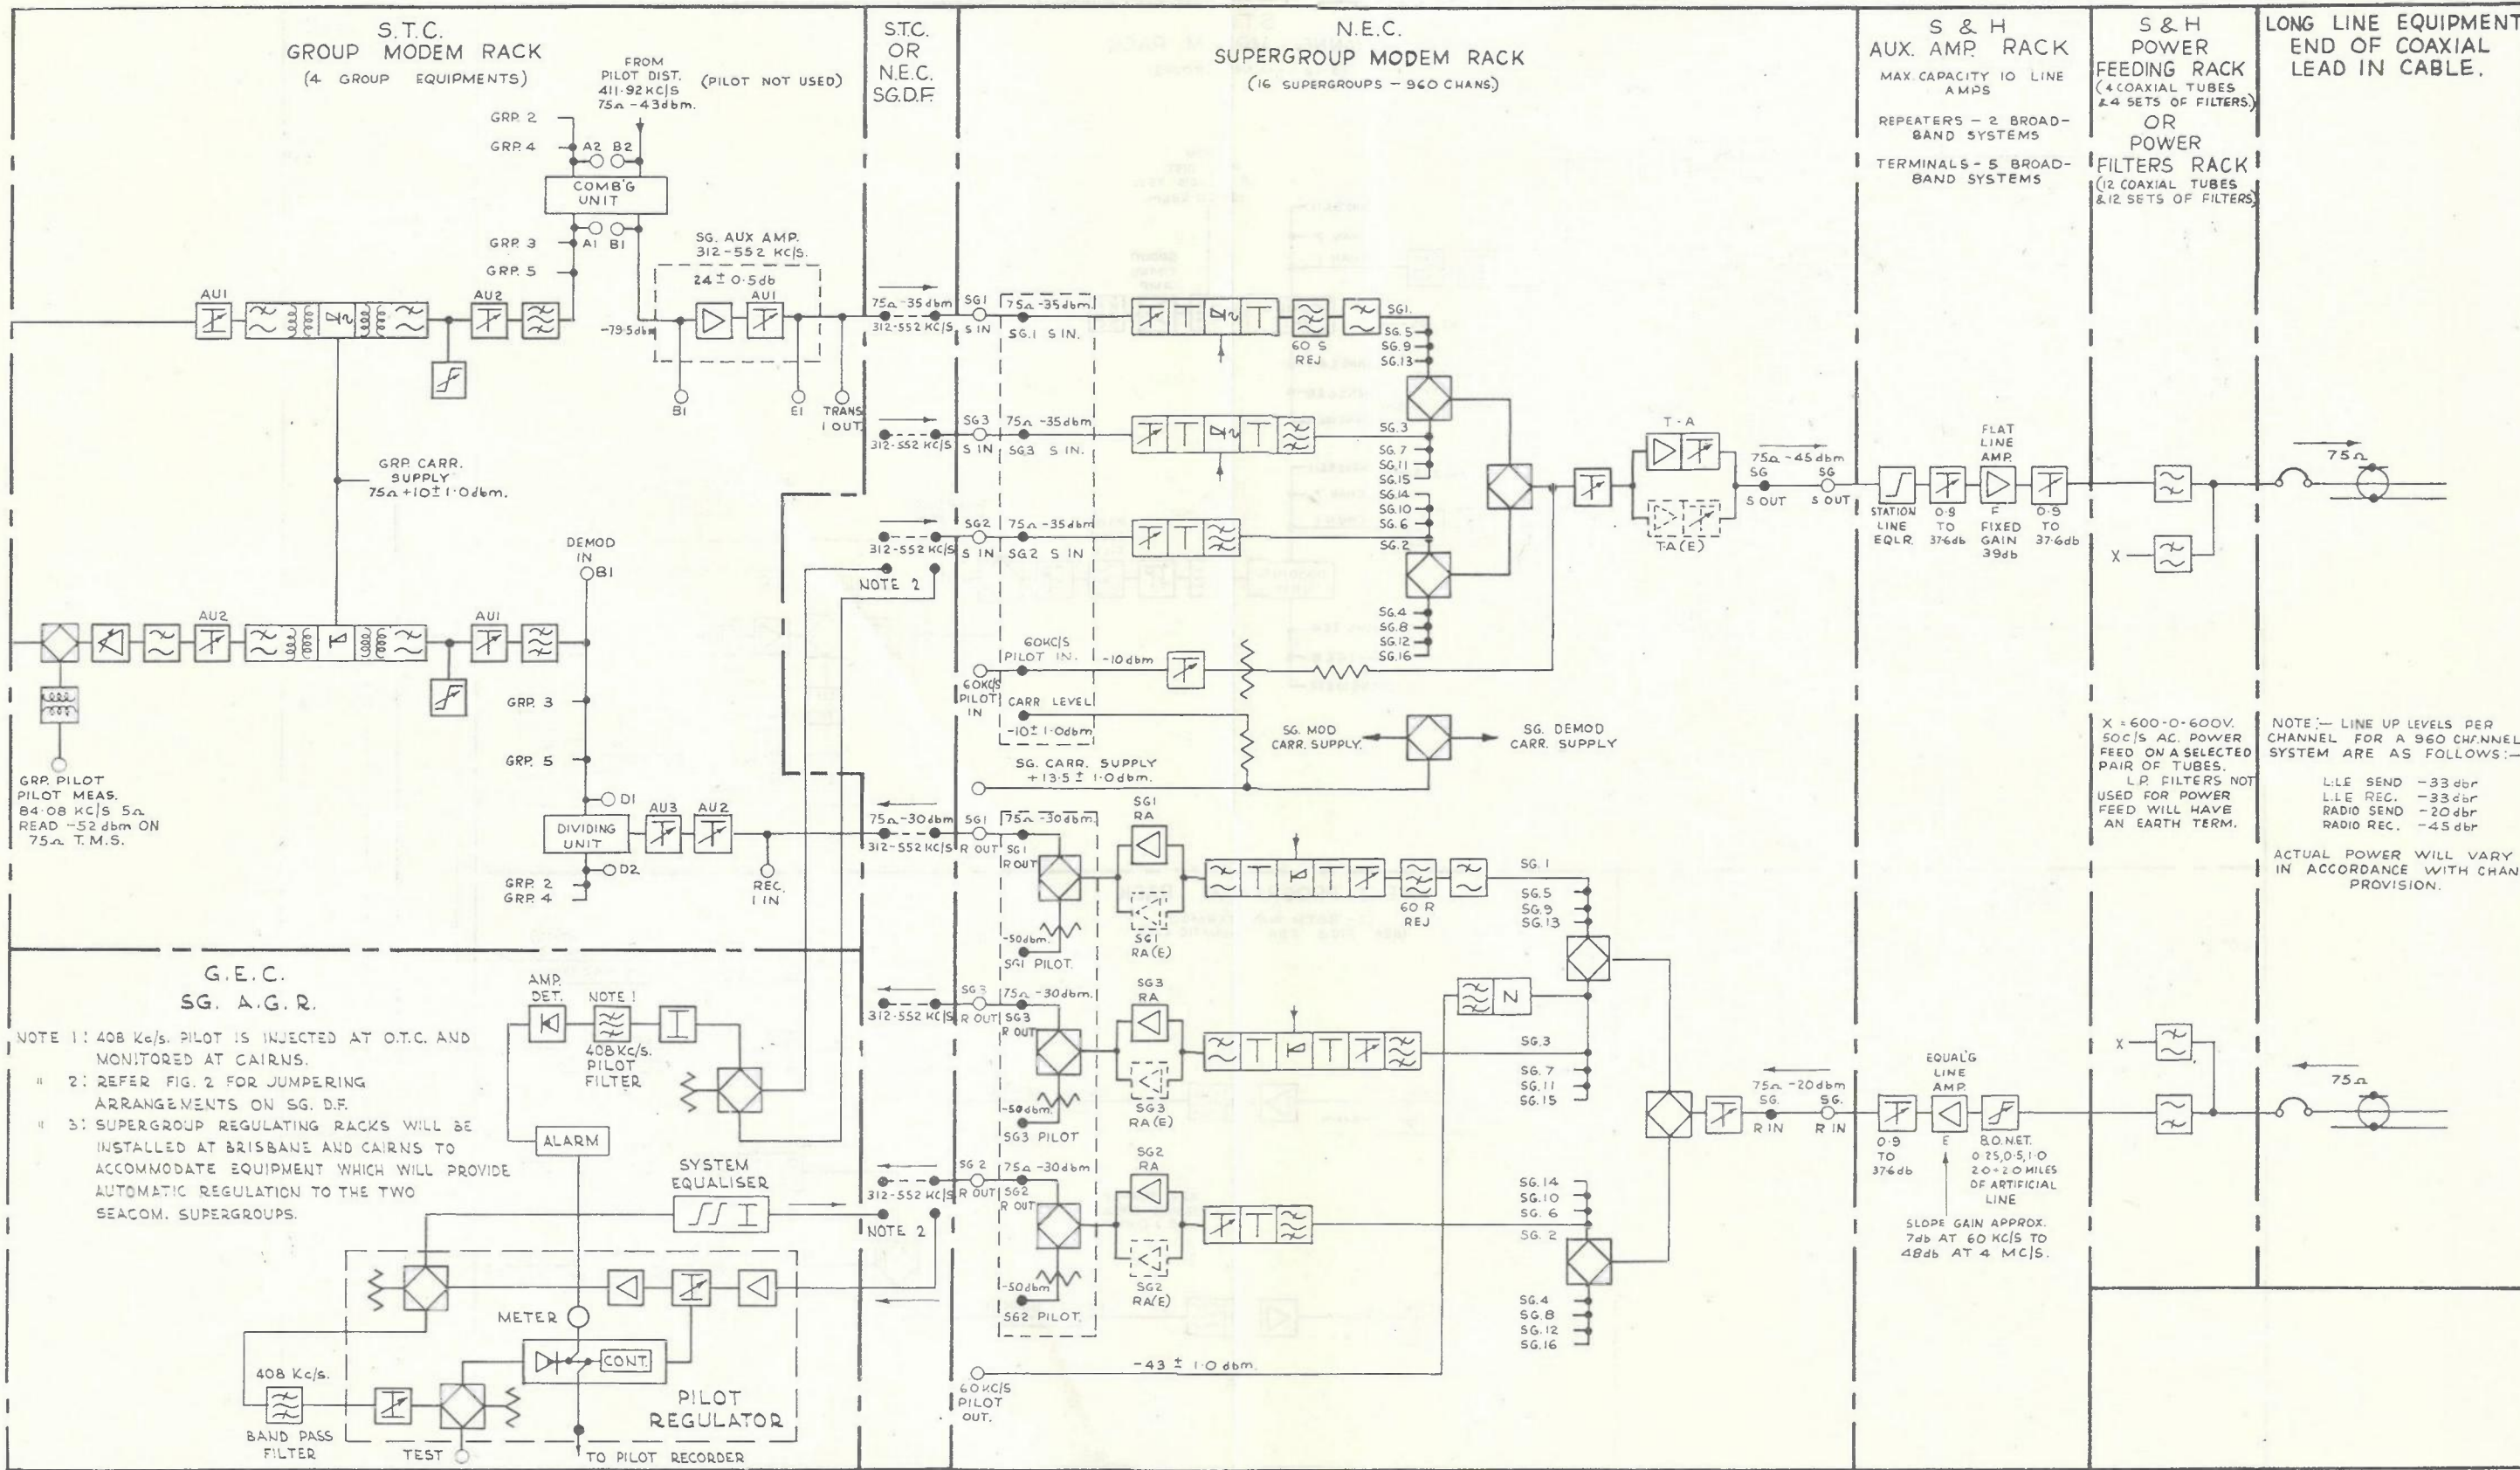 S.T.C.
GROUP MODEM RACK
(4 GROUP EQUIPMENTS)
FROM
PILOT DIST.
411·92 KC/S
75Ω -43dbm.
(PILOT NOT USED)
GRP. 2
GRP. 4
A2 B2
COMB'G
UNIT
A1 B1
GRP. 3
GRP. 5
SG. AUX AMP.
312-552 KC/S.
24 ± 0·5db
AU1
AU1
AU2
-79·5dbm
B1
E1
TRANS
1 OUT.
GRP. CARR.
SUPPLY
75Ω +10 ± 1·0dbm.
DEMOD
IN
B1
AU2
AU1
GRP. 3
GRP. 5
GRP. PILOT
PILOT MEAS.
84·08 KC/S 5Ω
READ -52 dbm ON
75Ω T.M.S.
D1
DIVIDING
UNIT
AU3
AU2
D2
GRP. 2
GRP. 4
REC.
1 IN
G.E.C.
SG. A.G.R.
NOTE 1: 408 Kc/s. PILOT IS INJECTED AT O.T.C. AND
MONITORED AT CAIRNS.
" 2: REFER FIG. 2 FOR JUMPERING
ARRANGEMENTS ON SG. D.F.
" 3: SUPERGROUP REGULATING RACKS WILL BE
INSTALLED AT BRISBANE AND CAIRNS TO
ACCOMMODATE EQUIPMENT WHICH WILL PROVIDE
AUTOMATIC REGULATION TO THE TWO
SEACOM. SUPERGROUPS.
AMP.
DET.
NOTE 1
408 Kc/s.
PILOT
FILTER
ALARM
SYSTEM
EQUALISER
METER
CONT.
408 Kc/s.
BAND PASS
FILTER
TEST
PILOT
REGULATOR
TO PILOT RECORDER
S.T.C.
OR
N.E.C.
SG.D.F.
75Ω -35dbm
312-552 KC/S
312-552 KC/S
312-552 KC/S
NOTE 2
75Ω -30dbm
312-552 KC/S
312-552 KC/S
312-552 KC/S
NOTE 2
N.E.C.
SUPERGROUP MODEM RACK
(16 SUPERGROUPS - 960 CHANS.)
SG1
S IN
75Ω -35dbm.
SG.1 S IN.
60 S
REJ
SG1.
SG.5
SG.9
SG.13
SG3
S IN
75Ω -35dbm
SG3 S IN.
SG.3
SG.7
SG.11
SG.15
SG.14
SG.10
SG.6
SG.2
SG2
S IN
75Ω -35dbm
SG2 S IN
SG.4
SG.8
SG.12
SG.16
T-A
TA(E)
75Ω -45dbm
SG
S OUT
SG
S OUT
60KC/S
PILOT IN.
-10dbm
60KC/S
PILOT
IN
CARR LEVEL
-10 ± 1·0dbm
SG. CARR. SUPPLY
+13·5 ± 1·0dbm.
SG. MOD
CARR. SUPPLY.
SG. DEMOD
CARR. SUPPLY
SG1
R OUT
75Ω -30dbm.
SG1
R OUT
SG1
RA
SG1
RA(E)
-50dbm.
SG1 PILOT.
60 R
REJ
SG. 1
SG.5
SG.9
SG.13
SG.3
R OUT
75Ω -30dbm.
SG3
R OUT
SG3
RA
SG3
RA(E)
-50dbm.
SG3 PILOT
N
SG.3
SG.7
SG.11
SG.15
75Ω -20dbm
SG.
R IN
SG.
R IN
SG 2
R OUT
75Ω -30dbm
SG2
R OUT
SG2
RA
SG2
RA(E)
-50dbm
SG2 PILOT.
SG.14
SG.10
SG. 6
SG. 2
SG.4
SG.8
SG.12
SG.16
60 KC/S
PILOT
OUT.
-43 ± 1·0 dbm.
S & H
AUX. AMP. RACK
MAX. CAPACITY 10 LINE
AMPS
REPEATERS - 2 BROAD-
BAND SYSTEMS
TERMINALS - 5 BROAD-
BAND SYSTEMS
STATION
LINE
EQLR.
0·9
TO
37·6db
FLAT
LINE
AMP.
F
FIXED
GAIN
39db
0·9
TO
37·6db
0·9
TO
37·6db
EQUAL'G
LINE
AMP.
E
B.O.NET.
0·25,0·5,1·0
2·0+2·0 MILES
OF ARTIFICIAL
LINE
SLOPE GAIN APPROX.
7db AT 60 KC/S TO
48db AT 4 MC/S.
S & H
POWER
FEEDING RACK
(4 COAXIAL TUBES
& 4 SETS OF FILTERS.)
OR
POWER
FILTERS RACK
(12 COAXIAL TUBES
& 12 SETS OF FILTERS)
X
X = 600-0-600V.
50C/S AC. POWER
FEED ON A SELECTED
PAIR OF TUBES.
L.P. FILTERS NOT
USED FOR POWER
FEED WILL HAVE
AN EARTH TERM.
X
LONG LINE EQUIPMENT
END OF COAXIAL
LEAD IN CABLE.
75Ω
NOTE:— LINE UP LEVELS PER
CHANNEL FOR A 960 CHANNEL
SYSTEM ARE AS FOLLOWS:—
L.L.E SEND -33 dbr
L.L.E REC. -33dbr
RADIO SEND -20dbr
RADIO REC. -45 dbr
ACTUAL POWER WILL VARY
IN ACCORDANCE WITH CHAN
PROVISION.
75Ω